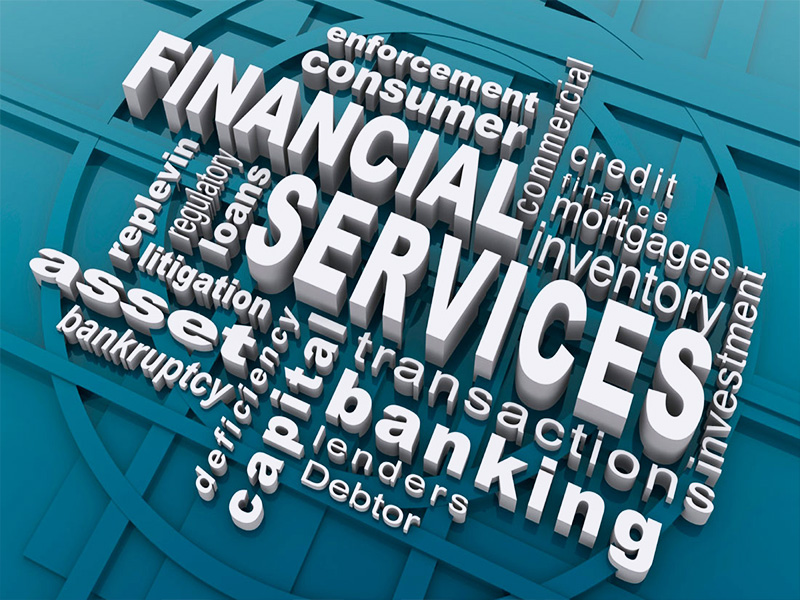 enforcement
consumer
FINANCIAL
SERVICES
commercial
credit
finance
mortgages
inventory
investment
replevin
regulatory
loans
litigation
asset
bankruptcy
deficiency
capital
transactions
banking
lenders
Debtor